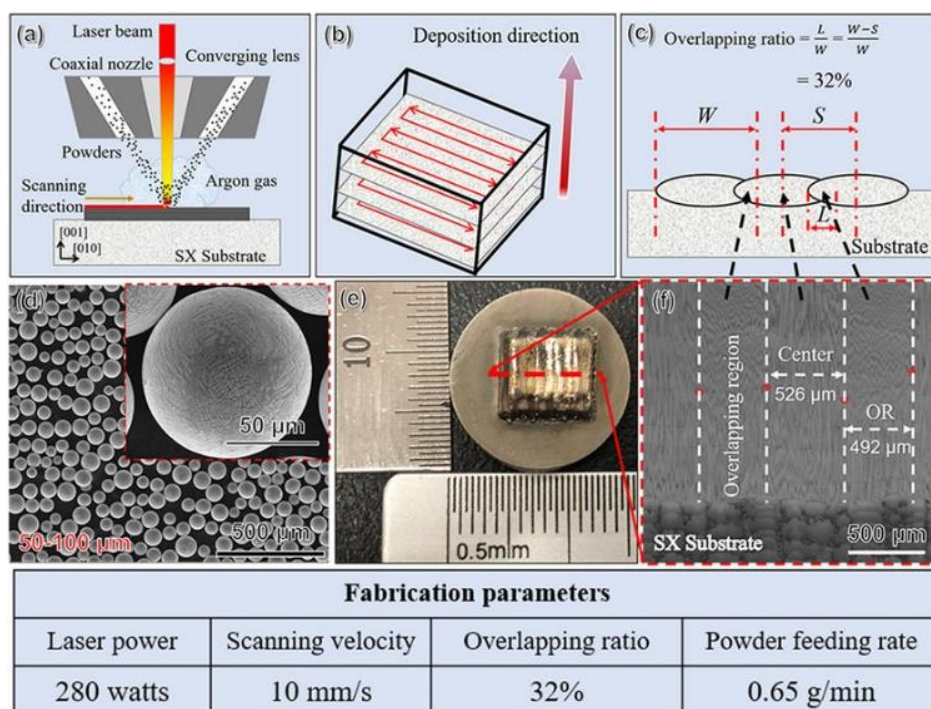 (a)
Laser beam
Coaxial nozzle
Converging lens
Powders
Argon gas
Scanning
direction
[001]
[010]
SX Substrate
(b)
Deposition direction
(c)
Overlapping ratio = L/W = W−S/W
= 32%
W
S
L
Substrate
(d)
50 μm
50-100 μm
500 μm
(e)
10
0.5mm
(f)
Overlapping region
Center
526 μm
OR
492 μm
SX Substrate
500 μm
Fabrication parameters
Laser power
Scanning velocity
Overlapping ratio
Powder feeding rate
280 watts
10 mm/s
32%
0.65 g/min